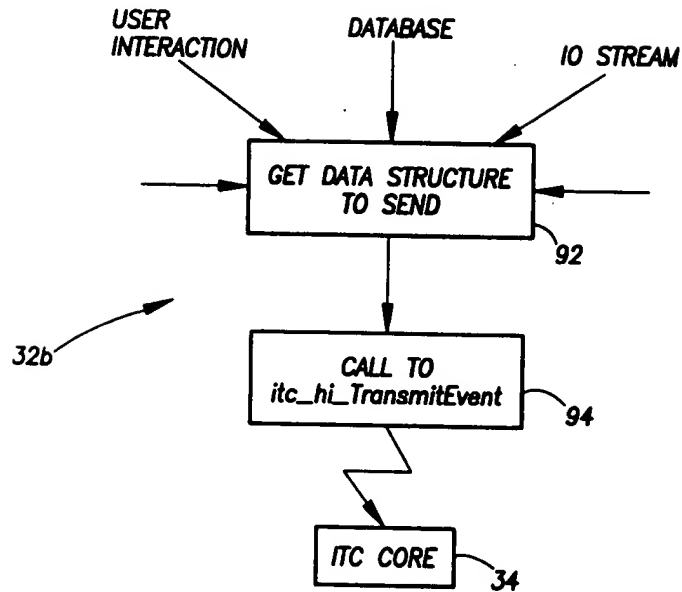 USER
INTERACTION
DATABASE
IO STREAM
GET DATA STRUCTURE
TO SEND
92
32b
CALL TO
itc_hi_TransmitEvent
94
ITC CORE
34